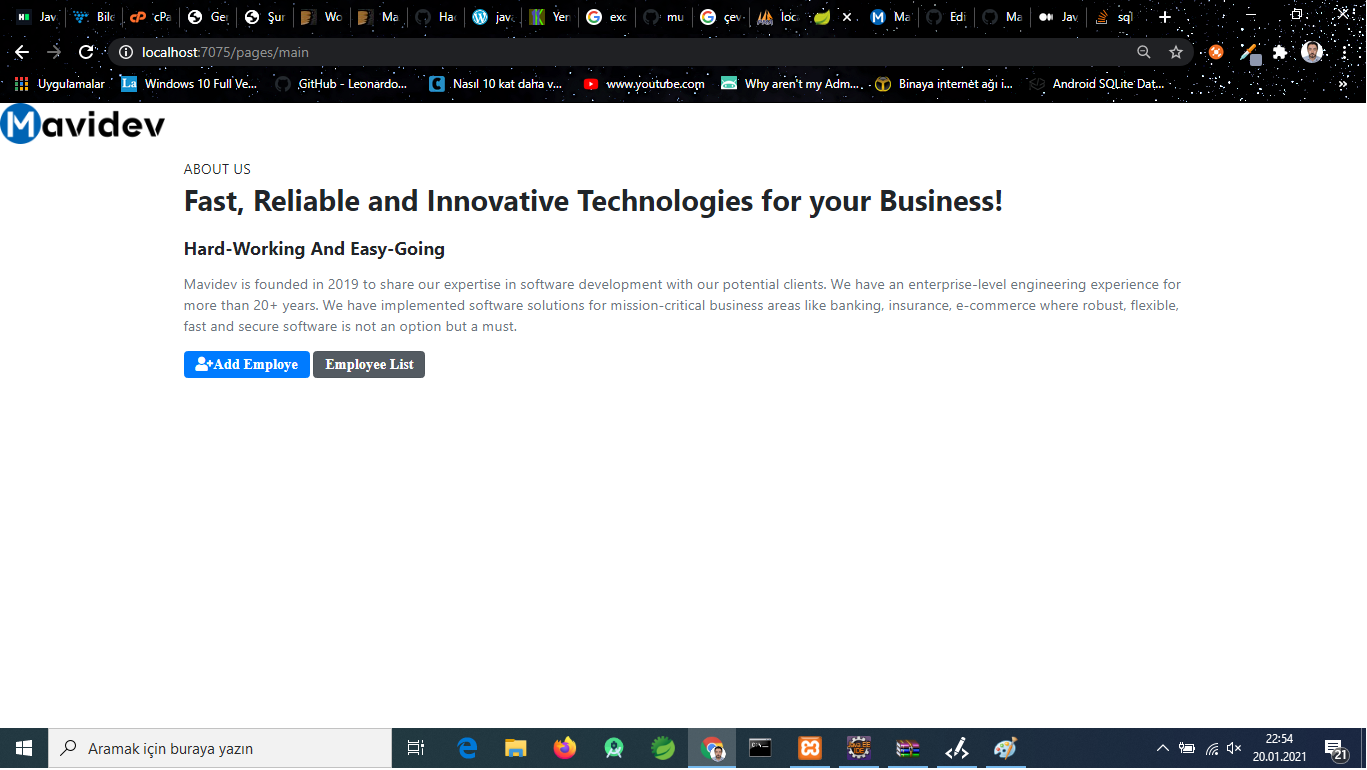 Jav
Bilg
cPa
Ger
Şur
Wo
Ma
Hac
java
Yen
exc
mu
çev
loca
Ma
Edi
Ma
Jav
sql
localhost:7075/pages/main
Uygulamalar
Windows 10 Full Ve...
GitHub - Leonardo...
Nasıl 10 kat daha v...
www.youtube.com
Why aren't my Adm...
Binaya internet ağı i...
Android SQLite Dat...
»
Mavidev
ABOUT US
Fast, Reliable and Innovative Technologies for your Business!
Hard-Working And Easy-Going
Mavidev is founded in 2019 to share our expertise in software development with our potential clients. We have an enterprise-level engineering experience for
more than 20+ years. We have implemented software solutions for mission-critical business areas like banking, insurance, e-commerce where robust, flexible,
fast and secure software is not an option but a must.
Add Employe
Employee List
Aramak için buraya yazın
22:54
20.01.2021
21